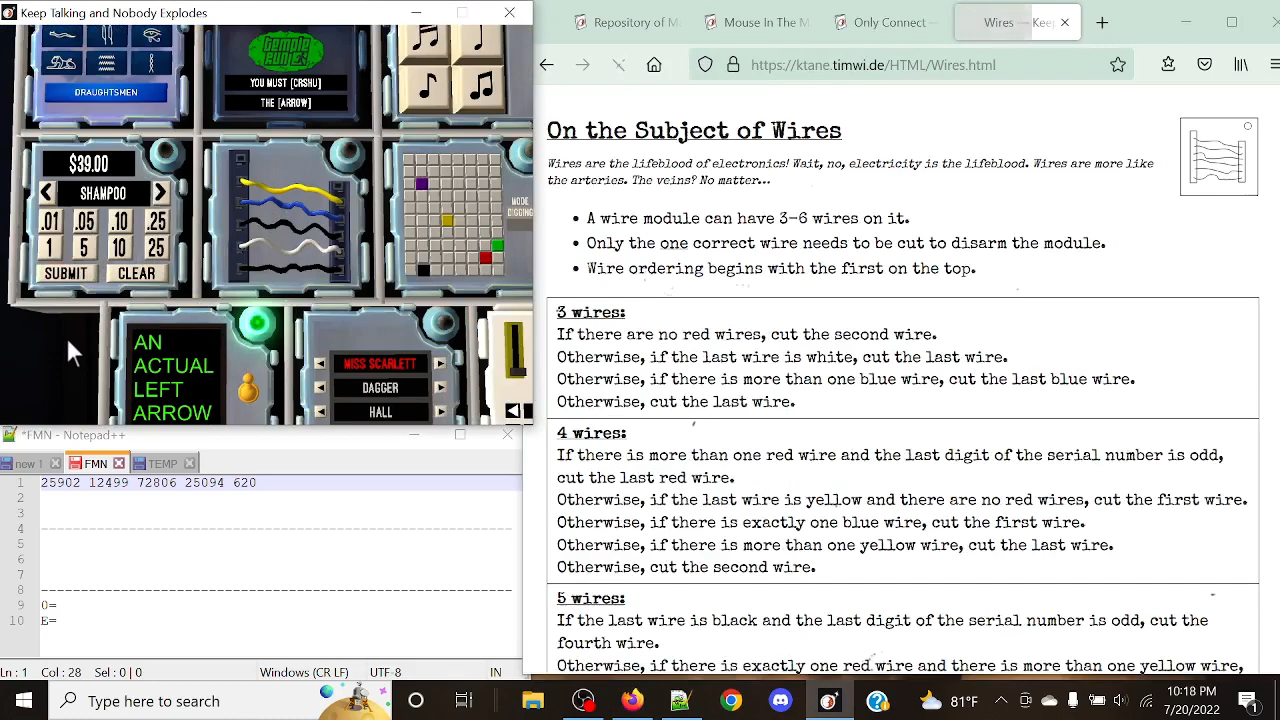 Keep Talking and Nobody Explodes
DRAUGHTSMEN
temple run
YOU MUST [CRSHU]
THE [ARROW]
$39.00
SHAMPOO
.01 .05 .10 .25
1 5 10 25
SUBMIT CLEAR
MODE
DIGGING
AN
ACTUAL
LEFT
ARROW
MISS SCARLETT
DAGGER
HALL
*FMN - Notepad++
new 1 FMN TEMP
1 25902 12499 72806 25094 620
2
3
4 ------------------------------------------------------------
5
6
7
8 ------------------------------------------------------------
9 O=
10 E=
Ln : 1 Col : 28 Sel : 0 | 0 Windows (CR LF) UTF-8 IN
Repository of M
Mouse In The M
Only Connect —
Wires — Keep
https://ktane.timwi.de/HTML/Wires.html
On the Subject of Wires
Wires are the lifeblood of electronics! Wait, no, electricity is the lifeblood. Wires are more like
the arteries. The veins? No matter...
• A wire module can have 3–6 wires on it.
• Only the one correct wire needs to be cut to disarm the module.
• Wire ordering begins with the first on the top.
3 wires:
If there are no red wires, cut the second wire.
Otherwise, if the last wire is white, cut the last wire.
Otherwise, if there is more than one blue wire, cut the last blue wire.
Otherwise, cut the last wire.
4 wires:
If there is more than one red wire and the last digit of the serial number is odd,
cut the last red wire.
Otherwise, if the last wire is yellow and there are no red wires, cut the first wire.
Otherwise, if there is exactly one blue wire, cut the first wire.
Otherwise, if there is more than one yellow wire, cut the last wire.
Otherwise, cut the second wire.
5 wires:
If the last wire is black and the last digit of the serial number is odd, cut the
fourth wire.
Otherwise, if there is exactly one red wire and there is more than one yellow wire,
Type here to search
81°F
10:18 PM
7/20/2022